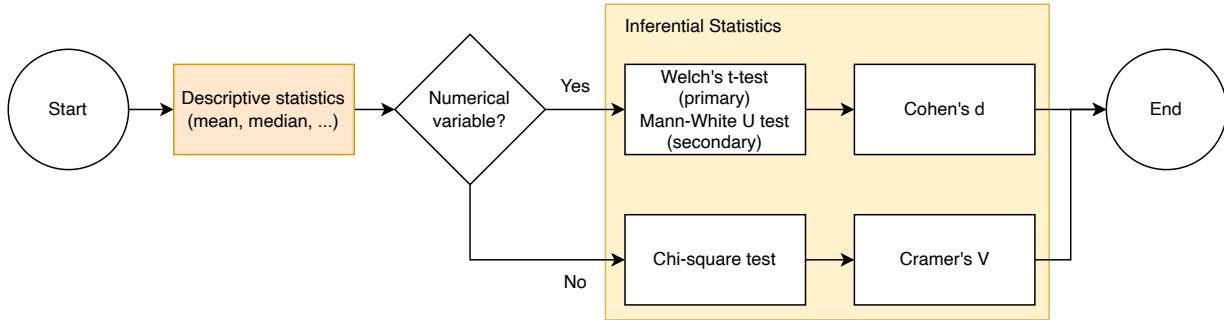 Inferential Statistics
Start
Descriptive statistics
(mean, median, ...)
Numerical
variable?
Yes
Welch's t-test
(primary)
Mann-White U test
(secondary)
Cohen's d
End
No
Chi-square test
Cramer's V